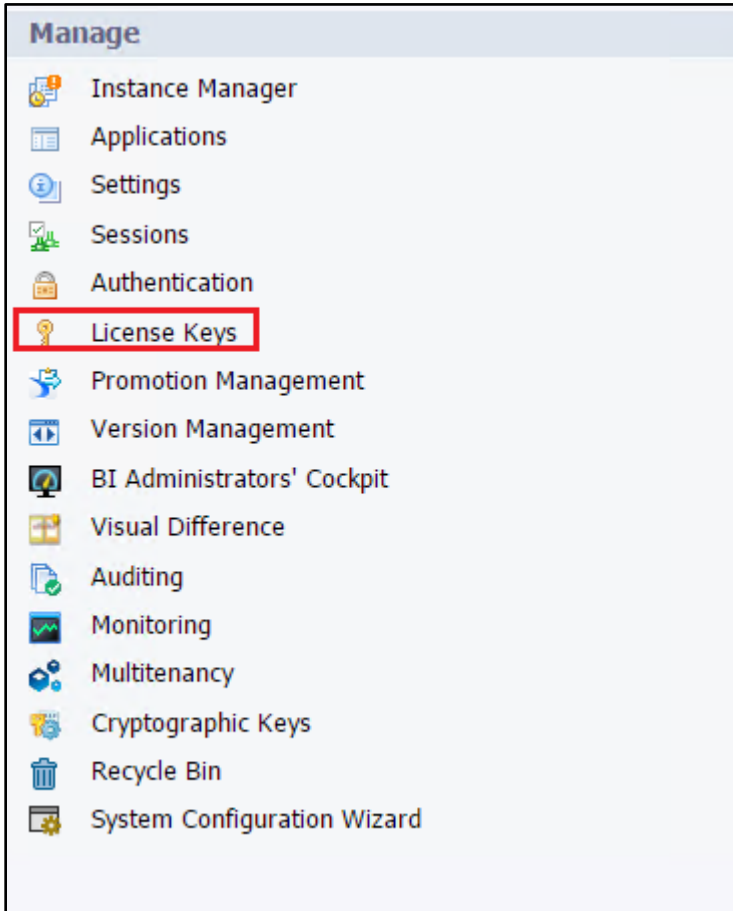 Manage
Instance Manager
Applications
Settings
Sessions
Authentication
License Keys
Promotion Management
Version Management
BI Administrators' Cockpit
Visual Difference
Auditing
Monitoring
Multitenancy
Cryptographic Keys
Recycle Bin
System Configuration Wizard